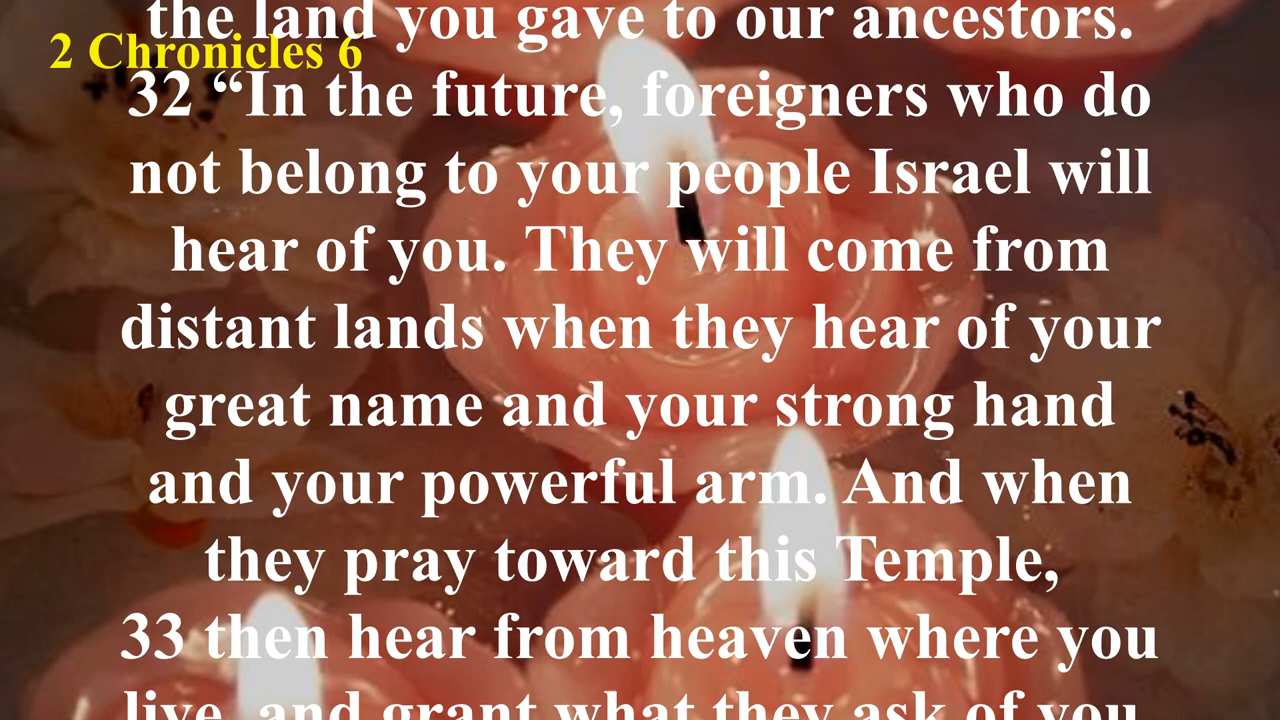 the land you gave to our ancestors.
2 Chronicles 6
32 “In the future, foreigners who do
not belong to your people Israel will
hear of you. They will come from
distant lands when they hear of your
great name and your strong hand
and your powerful arm. And when
they pray toward this Temple,
33 then hear from heaven where you
live, and grant what they ask of you.